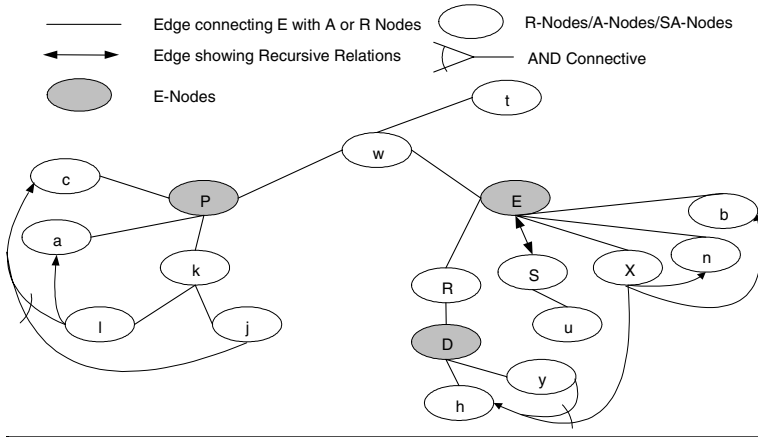 Edge connecting E with A or R Nodes
R-Nodes/A-Nodes/SA-Nodes
Edge showing Recursive Relations
AND Connective
E-Nodes
t
w
c
P
E
b
a
n
k
S
X
R
l
j
u
D
y
h